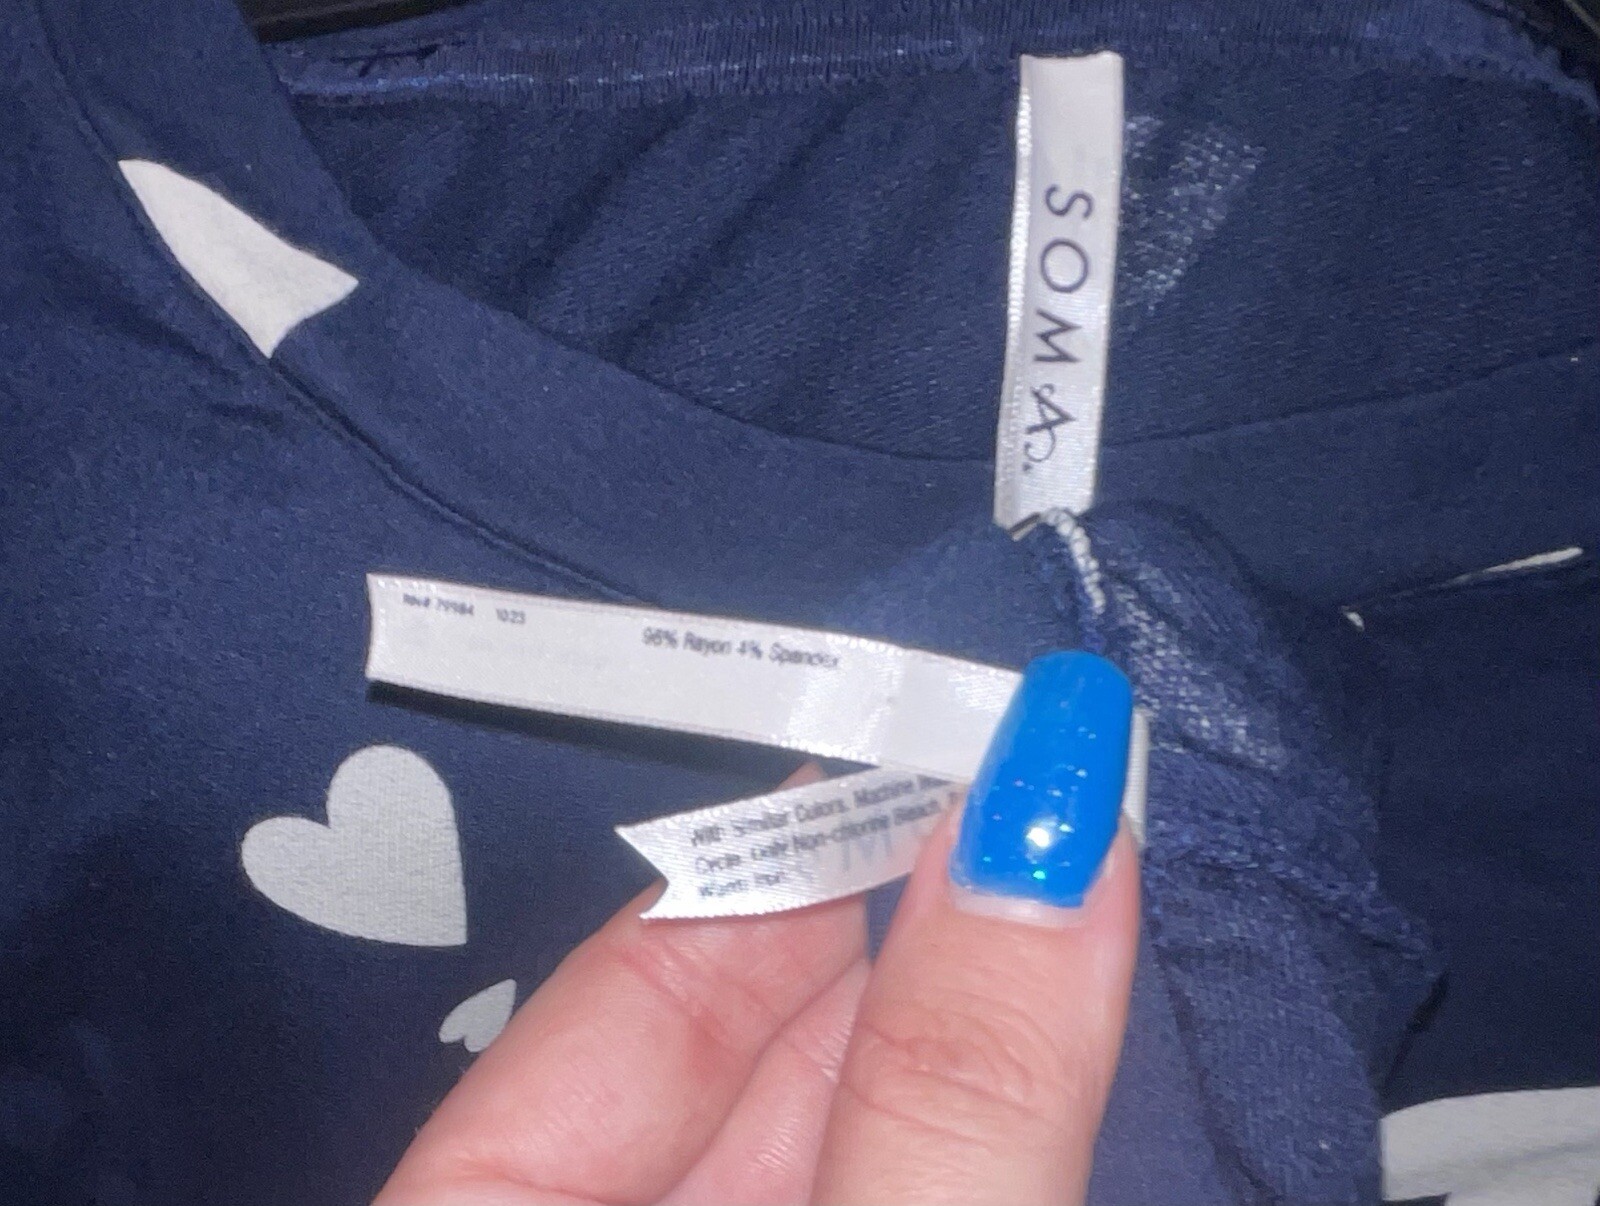 SOMA
RN# 79984 1023
96% Rayon 4% Spandex
With Similar Colors, Machine
Cycle. Only Non-chlorine Bleach,
Warm Iron.